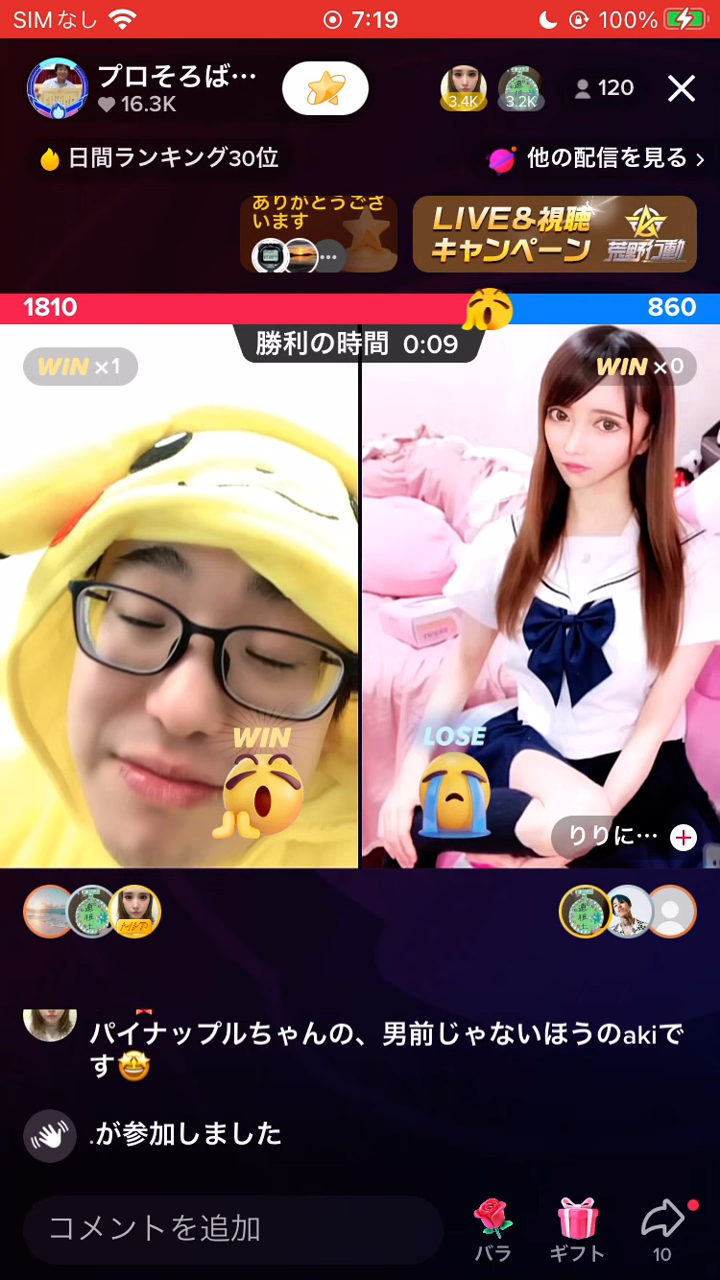 SIMなし
7:19
100%
プロそろば…
16.3K
3.4K
3.2K
120
日間ランキング30位
他の配信を見る
ありがとうござ
います
LIVE&視聴
キャンペーン
荒野行動
1810
860
勝利の時間 0:09
WIN ×1
WIN ×0
WIN
LOSE
りりに…
パイナップルちゃんの、男前じゃないほうのakiで
す🤩
.が参加しました
コメントを追加
バラ
ギフト
10